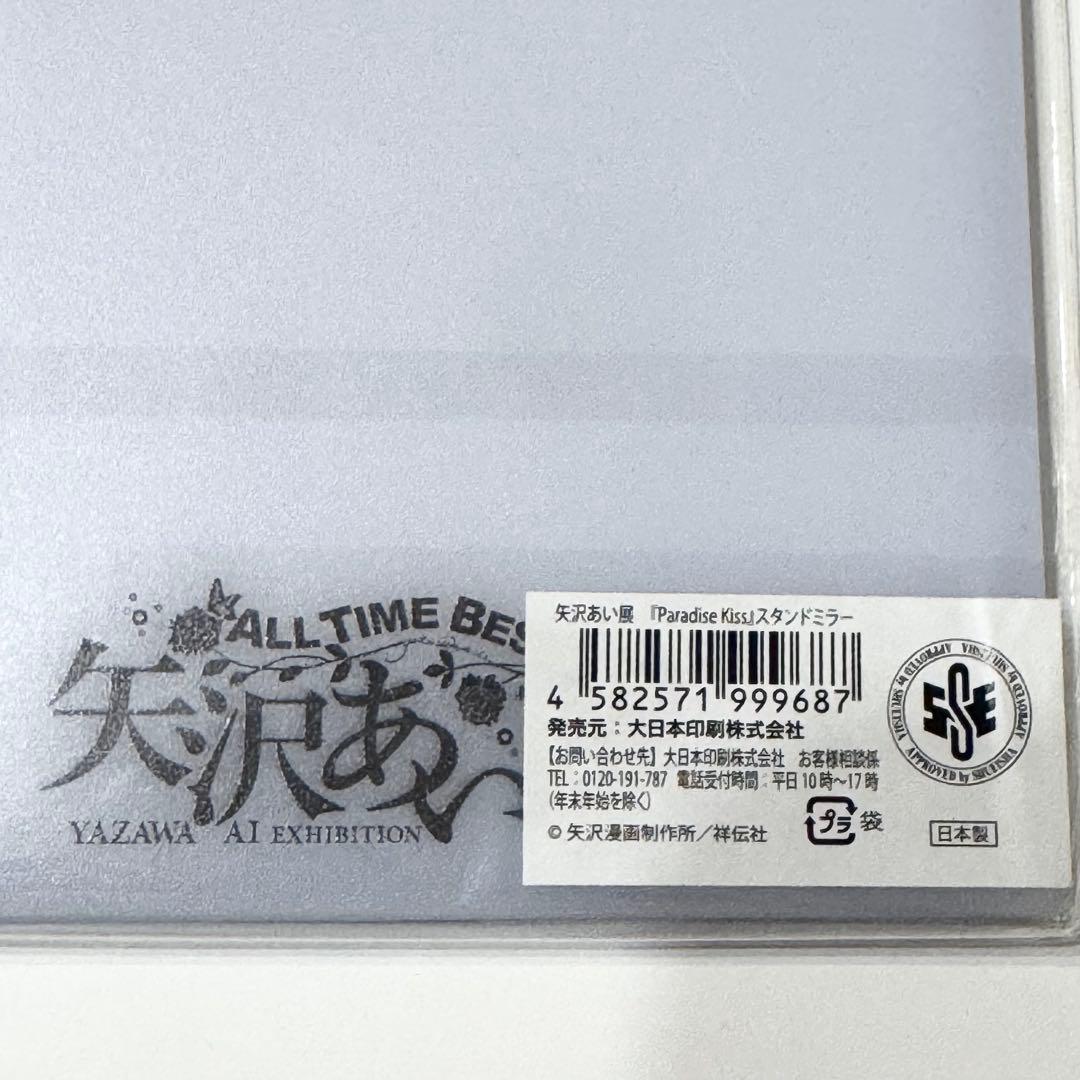 ALL TIME BES
矢沢あい
YAZAWA AI EXHIBITION
矢沢あい展 『Paradise Kiss』スタンドミラー
4 582571 999687
発売元：大日本印刷株式会社
【お問い合わせ先】大日本印刷株式会社 お客様相談係
TEL：0120-191-787 電話受付時間：平日10時～17時
(年末年始を除く)
© 矢沢漫画制作所／祥伝社
プラ 袋
日本製
APPROVED by